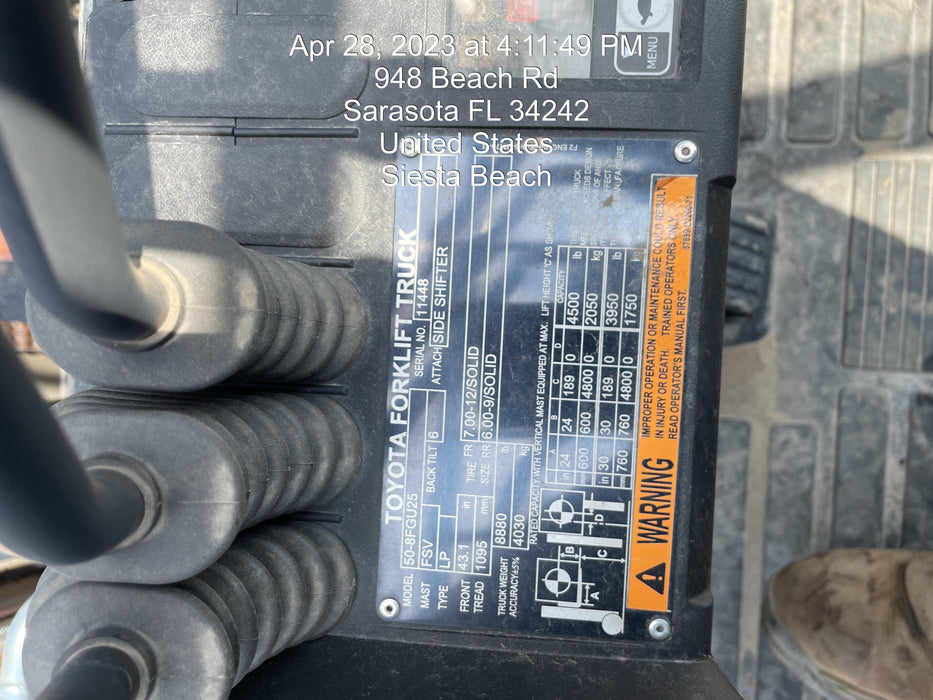 Apr 28, 2023 at 4:11:49 PM
948 Beach Rd
Sarasota FL 34242
United States
Siesta Beach
MENU
TOYOTA FORKLIFT TRUCK
MODEL 50-8FGU25 SERIAL NO. 11448
MAST FSV BACK TILT 6 ATTACH SIDE SHIFTER
TYPE LP
FRONT 43.1 in TIRE FR 7.00-12/SOLID
TREAD 1095 mm SIZE RR 6.00-9/SOLID
TRUCK WEIGHT 8880 lb
ACCURACY±5% 4030 kg
RATED CAPACITY WITH VERTICAL MAST EQUIPPED AT MAX. LIFT HEIGHT "C" AS SHOWN
A B C D CAPACITY
in 24 24 189 0 4500 lb
mm 600 600 4800 0 2050 kg
in 30 30 189 0 3950 lb
mm 760 760 4800 0 1750 kg
B
C
A
D
WARNING
IMPROPER OPERATION OR MAINTENANCE COULD RESULT
IN INJURY OR DEATH. TRAINED OPERATORS ONLY.
READ OPERATOR'S MANUAL FIRST.